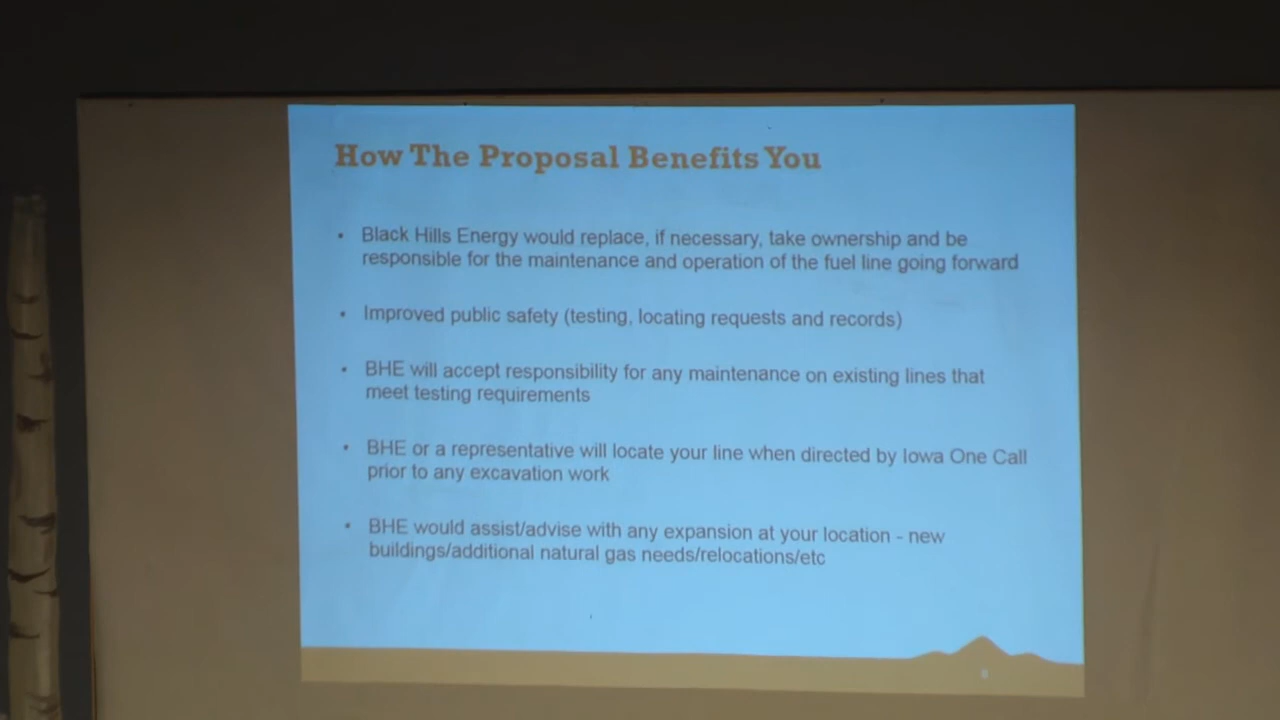 How The Proposal Benefits You
• Black Hills Energy would replace, if necessary, take ownership and be
responsible for the maintenance and operation of the fuel line going forward
• Improved public safety (testing, locating requests and records)
• BHE will accept responsibility for any maintenance on existing lines that
meet testing requirements
• BHE or a representative will locate your line when directed by Iowa One Call
prior to any excavation work
• BHE would assist/advise with any expansion at your location - new
buildings/additional natural gas needs/relocations/etc